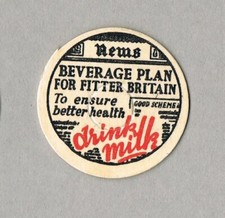 News
BEVERAGE PLAN
FOR FITTER BRITAIN
To ensure
better health
GOOD SCHEME
drink
milk